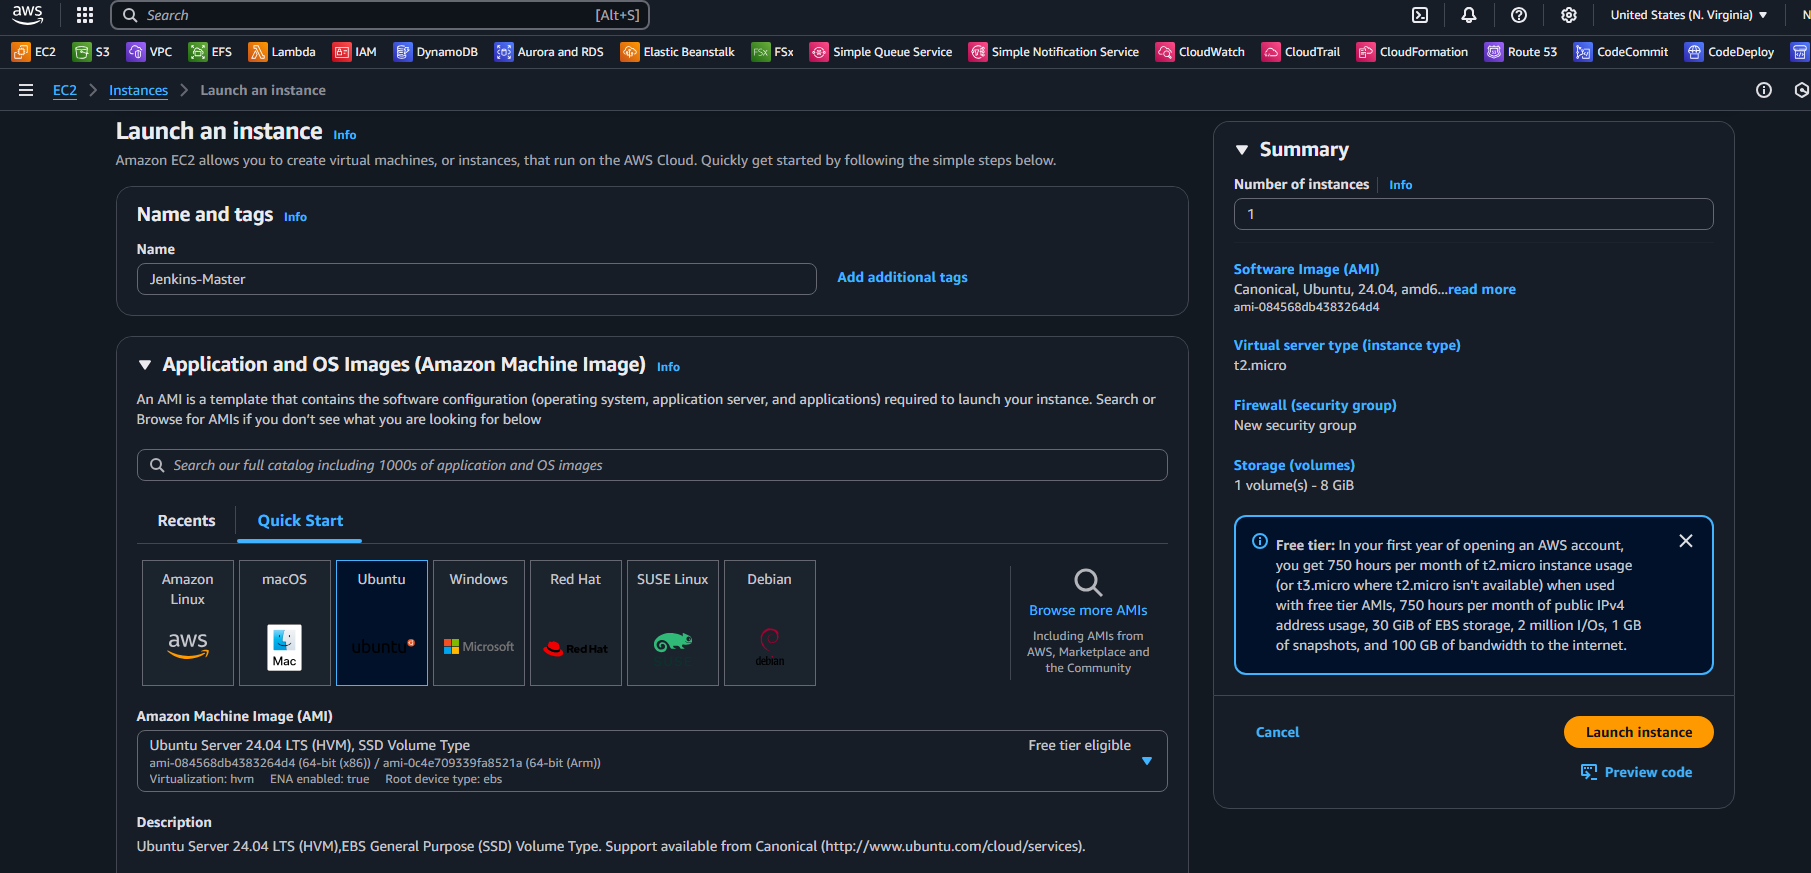 aws
Search [Alt+S]
United States (N. Virginia)
EC2 S3 VPC EFS Lambda IAM DynamoDB Aurora and RDS Elastic Beanstalk FSx FSx Simple Queue Service Simple Notification Service CloudWatch CloudTrail CloudFormation Route 53 CodeCommit CodeDeploy
EC2 Instances Launch an instance
Launch an instance Info
Amazon EC2 allows you to create virtual machines, or instances, that run on the AWS Cloud. Quickly get started by following the simple steps below.
Name and tags Info
Name
Jenkins-Master
Add additional tags
Application and OS Images (Amazon Machine Image) Info
An AMI is a template that contains the software configuration (operating system, application server, and applications) required to launch your instance. Search or
Browse for AMIs if you don't see what you are looking for below
Search our full catalog including 1000s of application and OS images
Recents Quick Start
Amazon
Linux
aws
macOS
Mac
Ubuntu
ubuntu
Windows
Microsoft
Red Hat
Red Hat
SUSE Linux
Debian
debian
Browse more AMIs
Including AMIs from
AWS, Marketplace and
the Community
Amazon Machine Image (AMI)
Ubuntu Server 24.04 LTS (HVM), SSD Volume Type Free tier eligible
ami-084568db4383264d4 (64-bit (x86)) / ami-0c4e709339fa8521a (64-bit (Arm))
Virtualization: hvm ENA enabled: true Root device type: ebs
Description
Ubuntu Server 24.04 LTS (HVM),EBS General Purpose (SSD) Volume Type. Support available from Canonical (http://www.ubuntu.com/cloud/services).
Summary
Number of instances Info
1
Software Image (AMI)
Canonical, Ubuntu, 24.04, amd6...read more
ami-084568db4383264d4
Virtual server type (instance type)
t2.micro
Firewall (security group)
New security group
Storage (volumes)
1 volume(s) - 8 GiB
Free tier: In your first year of opening an AWS account,
you get 750 hours per month of t2.micro instance usage
(or t3.micro where t2.micro isn't available) when used
with free tier AMIs, 750 hours per month of public IPv4
address usage, 30 GiB of EBS storage, 2 million I/Os, 1 GB
of snapshots, and 100 GB of bandwidth to the internet.
Cancel
Launch instance
Preview code